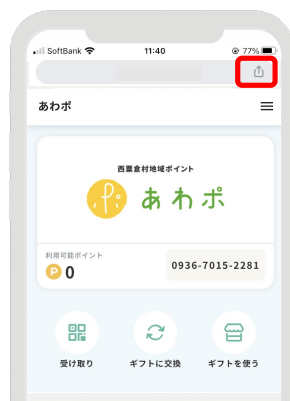 SoftBank 11:40 77%
あわポ
西粟倉村地域ポイント
あわポ
利用可能ポイント
P 0
0936-7015-2281
受け取り ギフトに交換 ギフトを使う